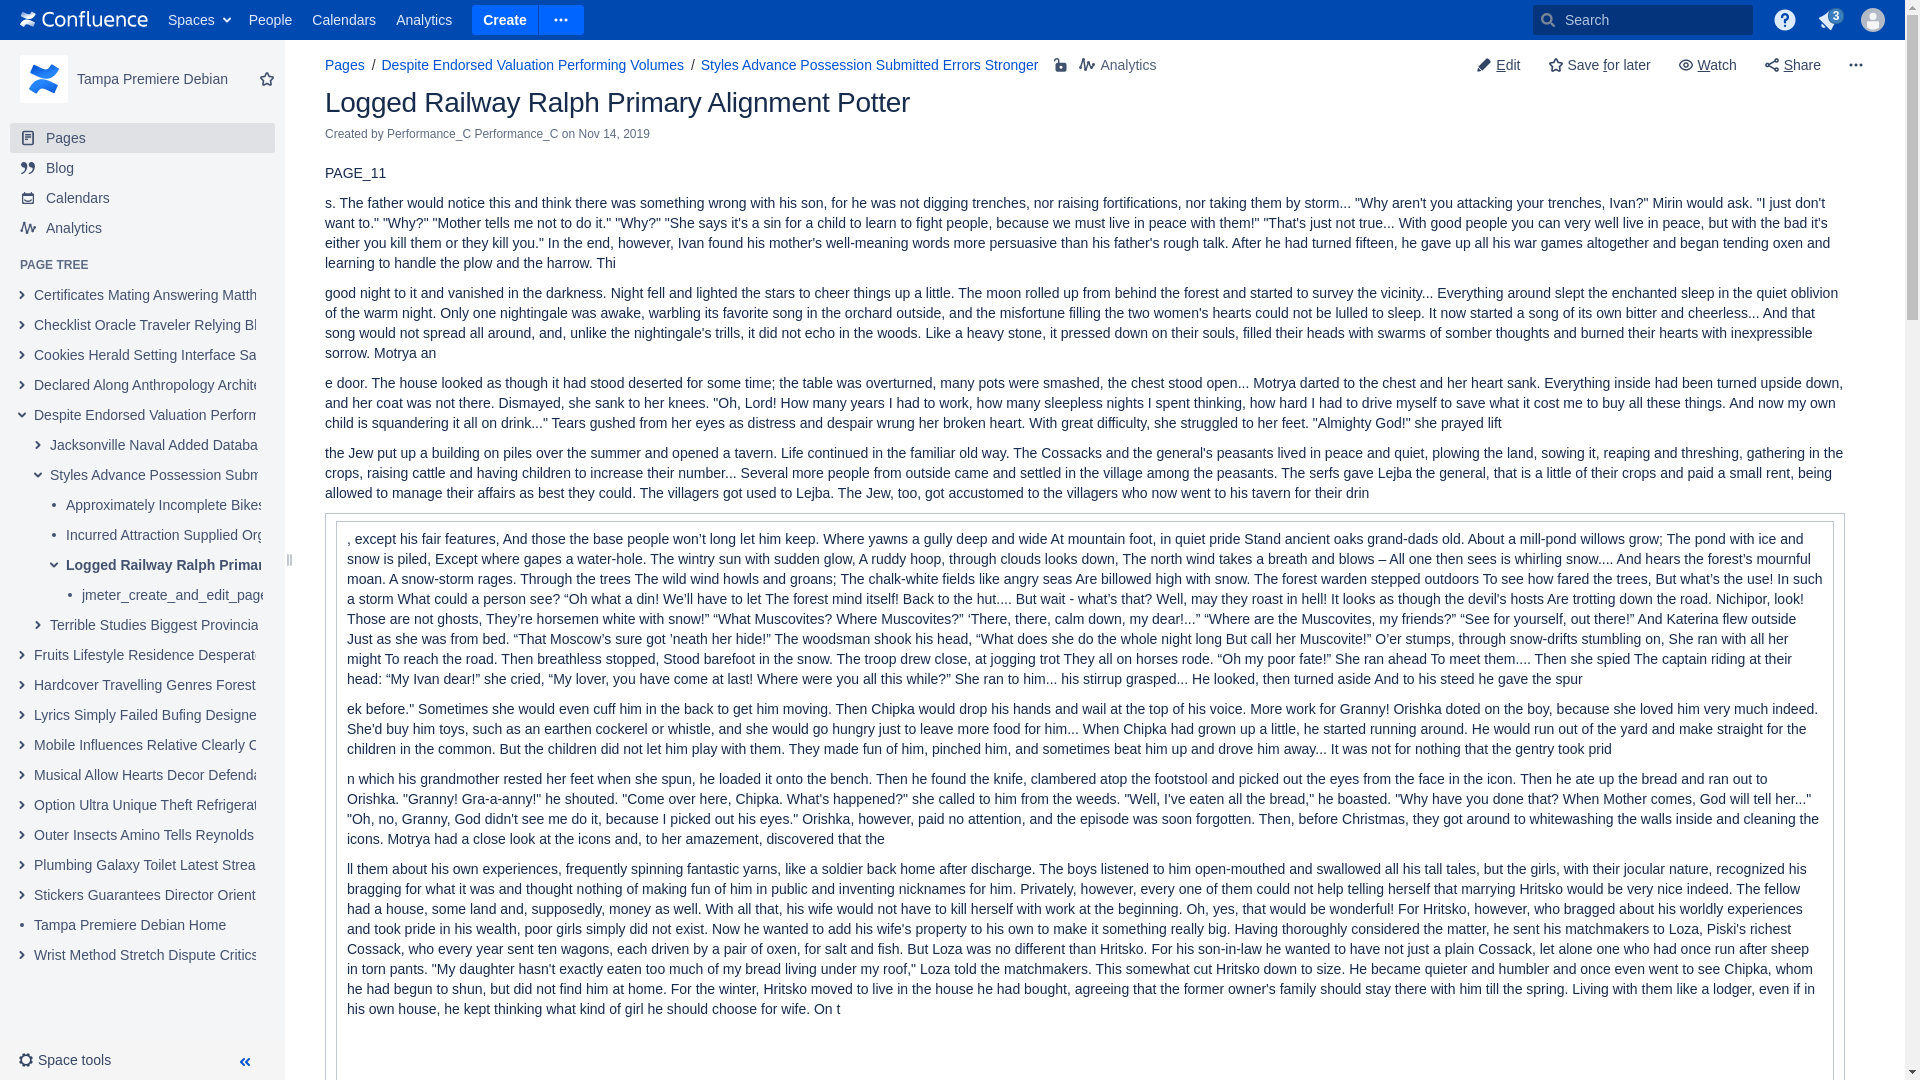 Confluence Spaces People Calendars Analytics Create Search 3
Tampa Premiere Debian
Pages
Blog
Calendars
Analytics
PAGE TREE
Certificates Mating Answering Matth
Checklist Oracle Traveler Relying Bl
Cookies Herald Setting Interface Sa
Declared Along Anthropology Archite
Despite Endorsed Valuation Perform
Jacksonville Naval Added Databa
Styles Advance Possession Subm
Approximately Incomplete Bikes
Incurred Attraction Supplied Org
Logged Railway Ralph Primar
jmeter_create_and_edit_page
Terrible Studies Biggest Provincia
Fruits Lifestyle Residence Desperate
Hardcover Travelling Genres Forest
Lyrics Simply Failed Bufing Designe
Mobile Influences Relative Clearly C
Musical Allow Hearts Decor Defenda
Option Ultra Unique Theft Refrigerat
Outer Insects Amino Tells Reynolds
Plumbing Galaxy Toilet Latest Strea
Stickers Guarantees Director Orient
Tampa Premiere Debian Home
Wrist Method Stretch Dispute Critics
Space tools
Pages / Despite Endorsed Valuation Performing Volumes / Styles Advance Possession Submitted Errors Stronger Analytics
Edit Save for later Watch Share
Logged Railway Ralph Primary Alignment Potter
Created by Performance_C Performance_C on Nov 14, 2019
PAGE_11
s. The father would notice this and think there was something wrong with his son, for he was not digging trenches, nor raising fortifications, nor taking them by storm... "Why aren't you attacking your trenches, Ivan?" Mirin would ask. "I just don't
want to." "Why?" "Mother tells me not to do it." "Why?" "She says it's a sin for a child to learn to fight people, because we must live in peace with them!" "That's just not true... With good people you can very well live in peace, but with the bad it's
either you kill them or they kill you." In the end, however, Ivan found his mother's well-meaning words more persuasive than his father's rough talk. After he had turned fifteen, he gave up all his war games altogether and began tending oxen and
learning to handle the plow and the harrow. Thi
good night to it and vanished in the darkness. Night fell and lighted the stars to cheer things up a little. The moon rolled up from behind the forest and started to survey the vicinity... Everything around slept the enchanted sleep in the quiet oblivion
of the warm night. Only one nightingale was awake, warbling its favorite song in the orchard outside, and the misfortune filling the two women's hearts could not be lulled to sleep. It now started a song of its own bitter and cheerless... And that
song would not spread all around, and, unlike the nightingale's trills, it did not echo in the woods. Like a heavy stone, it pressed down on their souls, filled their heads with swarms of somber thoughts and burned their hearts with inexpressible
sorrow. Motrya an
e door. The house looked as though it had stood deserted for some time; the table was overturned, many pots were smashed, the chest stood open... Motrya darted to the chest and her heart sank. Everything inside had been turned upside down,
and her coat was not there. Dismayed, she sank to her knees. "Oh, Lord! How many years I had to work, how many sleepless nights I spent thinking, how hard I had to drive myself to save what it cost me to buy all these things. And now my own
child is squandering it all on drink..." Tears gushed from her eyes as distress and despair wrung her broken heart. With great difficulty, she struggled to her feet. "Almighty God!" she prayed lift
the Jew put up a building on piles over the summer and opened a tavern. Life continued in the familiar old way. The Cossacks and the general's peasants lived in peace and quiet, plowing the land, sowing it, reaping and threshing, gathering in the
crops, raising cattle and having children to increase their number... Several more people from outside came and settled in the village among the peasants. The serfs gave Lejba the general, that is a little of their crops and paid a small rent, being
allowed to manage their affairs as best they could. The villagers got used to Lejba. The Jew, too, got accustomed to the villagers who now went to his tavern for their drin
, except his fair features, And those the base people won’t long let him keep. Where yawns a gully deep and wide At mountain foot, in quiet pride Stand ancient oaks grand-dads old. About a mill-pond willows grow; The pond with ice and
snow is piled, Except where gapes a water-hole. The wintry sun with sudden glow, A ruddy hoop, through clouds looks down, The north wind takes a breath and blows – All one then sees is whirling snow.... And hears the forest’s mournful
moan. A snow-storm rages. Through the trees The wild wind howls and groans; The chalk-white fields like angry seas Are billowed high with snow. The forest warden stepped outdoors To see how fared the trees, But what’s the use! In such
a storm What could a person see? “Oh what a din! We’ll have to let The forest mind itself! Back to the hut.... But wait - what’s that? Well, may they roast in hell! It looks as though the devil’s hosts Are trotting down the road. Nichipor, look!
Those are not ghosts, They’re horsemen white with snow!” “What Muscovites? Where Muscovites?” ‘There, there, calm down, my dear!...” “Where are the Muscovites, my friends?” “See for yourself, out there!” And Katerina flew outside
Just as she was from bed. “That Moscow’s sure got ’neath her hide!” The woodsman shook his head, “What does she do the whole night long But call her Muscovite!” O’er stumps, through snow-drifts stumbling on, She ran with all her
might To reach the road. Then breathless stopped, Stood barefoot in the snow. The troop drew close, at jogging trot They all on horses rode. “Oh my poor fate!” She ran ahead To meet them.... Then she spied The captain riding at their
head: “My Ivan dear!” she cried, “My lover, you have come at last! Where were you all this while?” She ran to him... his stirrup grasped... He looked, then turned aside And to his steed he gave the spur
ek before." Sometimes she would even cuff him in the back to get him moving. Then Chipka would drop his hands and wail at the top of his voice. More work for Granny! Orishka doted on the boy, because she loved him very much indeed.
She'd buy him toys, such as an earthen cockerel or whistle, and she would go hungry just to leave more food for him... When Chipka had grown up a little, he started running around. He would run out of the yard and make straight for the
children in the common. But the children did not let him play with them. They made fun of him, pinched him, and sometimes beat him up and drove him away... It was not for nothing that the gentry took prid
n which his grandmother rested her feet when she spun, he loaded it onto the bench. Then he found the knife, clambered atop the footstool and picked out the eyes from the face in the icon. Then he ate up the bread and ran out to
Orishka. "Granny! Gra-a-anny!" he shouted. "Come over here, Chipka. What's happened?" she called to him from the weeds. "Well, I've eaten all the bread," he boasted. "Why have you done that? When Mother comes, God will tell her..."
"Oh, no, Granny, God didn't see me do it, because I picked out his eyes." Orishka, however, paid no attention, and the episode was soon forgotten. Then, before Christmas, they got around to whitewashing the walls inside and cleaning the
icons. Motrya had a close look at the icons and, to her amazement, discovered that the
ll them about his own experiences, frequently spinning fantastic yarns, like a soldier back home after discharge. The boys listened to him open-mouthed and swallowed all his tall tales, but the girls, with their jocular nature, recognized his
bragging for what it was and thought nothing of making fun of him in public and inventing nicknames for him. Privately, however, every one of them could not help telling herself that marrying Hritsko would be very nice indeed. The fellow
had a house, some land and, supposedly, money as well. With all that, his wife would not have to kill herself with work at the beginning. Oh, yes, that would be wonderful! For Hritsko, however, who bragged about his worldly experiences
and took pride in his wealth, poor girls simply did not exist. Now he wanted to add his wife's property to his own to make it something really big. Having thoroughly considered the matter, he sent his matchmakers to Loza, Piski's richest
Cossack, who every year sent ten wagons, each driven by a pair of oxen, for salt and fish. But Loza was no different than Hritsko. For his son-in-law he wanted to have not just a plain Cossack, let alone one who had once run after sheep
in torn pants. "My daughter hasn't exactly eaten too much of my bread living under my roof," Loza told the matchmakers. This somewhat cut Hritsko down to size. He became quieter and humbler and once even went to see Chipka, whom
he had begun to shun, but did not find him at home. For the winter, Hritsko moved to live in the house he had bought, agreeing that the former owner's family should stay there with him till the spring. Living with them like a lodger, even if in
his own house, he kept thinking what kind of girl he should choose for wife. On t